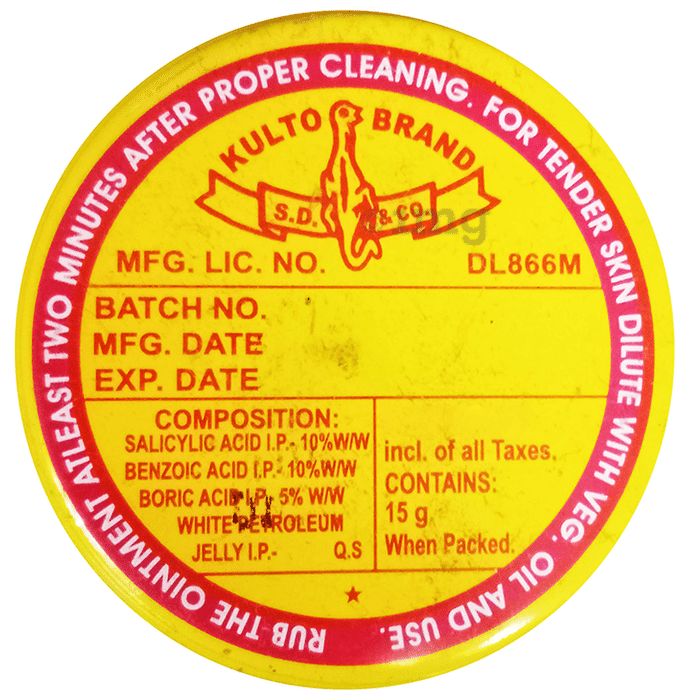 RUB THE OINTMENT ATLEAST TWO MINUTES AFTER PROPER CLEANING. FOR TENDER SKIN DILUTE WITH VEG. OIL AND USE.
KULTO BRAND
S.D. & CO.
MFG. LIC. NO. DL866M
BATCH NO.
MFG. DATE
EXP. DATE
COMPOSITION:
SALICYLIC ACID I.P.- 10%W/W
BENZOIC ACID I.P.- 10%W/W
BORIC ACID I.P. 5% W/W
WHITE PETROLEUM
JELLY I.P.- Q.S
incl. of all Taxes.
CONTAINS:
15 g
When Packed.